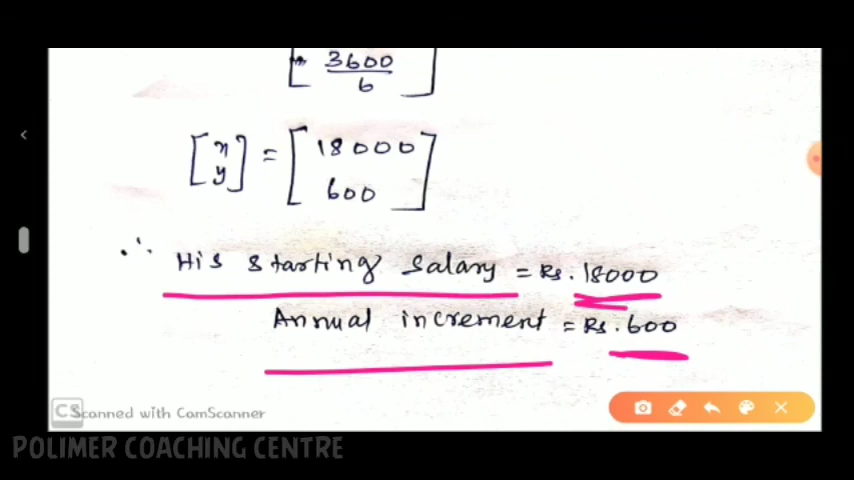 3600
6
[x y] = [18000 600]
∴ His starting salary = Rs. 18000
Annual increment = Rs. 600
CS Scanned with CamScanner
POLIMER COACHING CENTRE